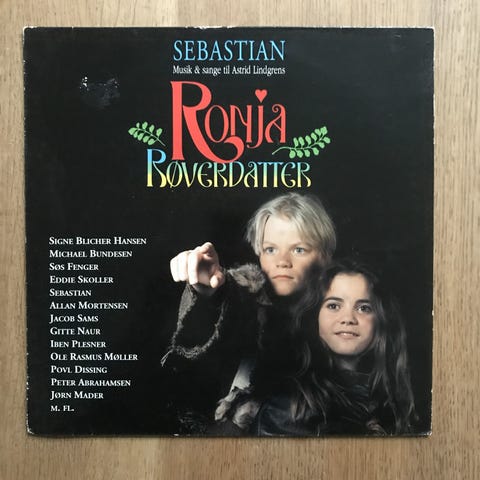 SEBASTIAN
Musik & sange til Astrid Lindgrens
RONJA
RØVERDATTER
SIGNE BLICHER HANSEN
MICHAEL BUNDESEN
SØS FENGER
EDDIE SKOLLER
SEBASTIAN
ALLAN MORTENSEN
JACOB SAMS
GITTE NAUR
IBEN PLESNER
OLE RASMUS MØLLER
POVL DISSING
PETER ABRAHAMSEN
JØRN MADER
M. FL.